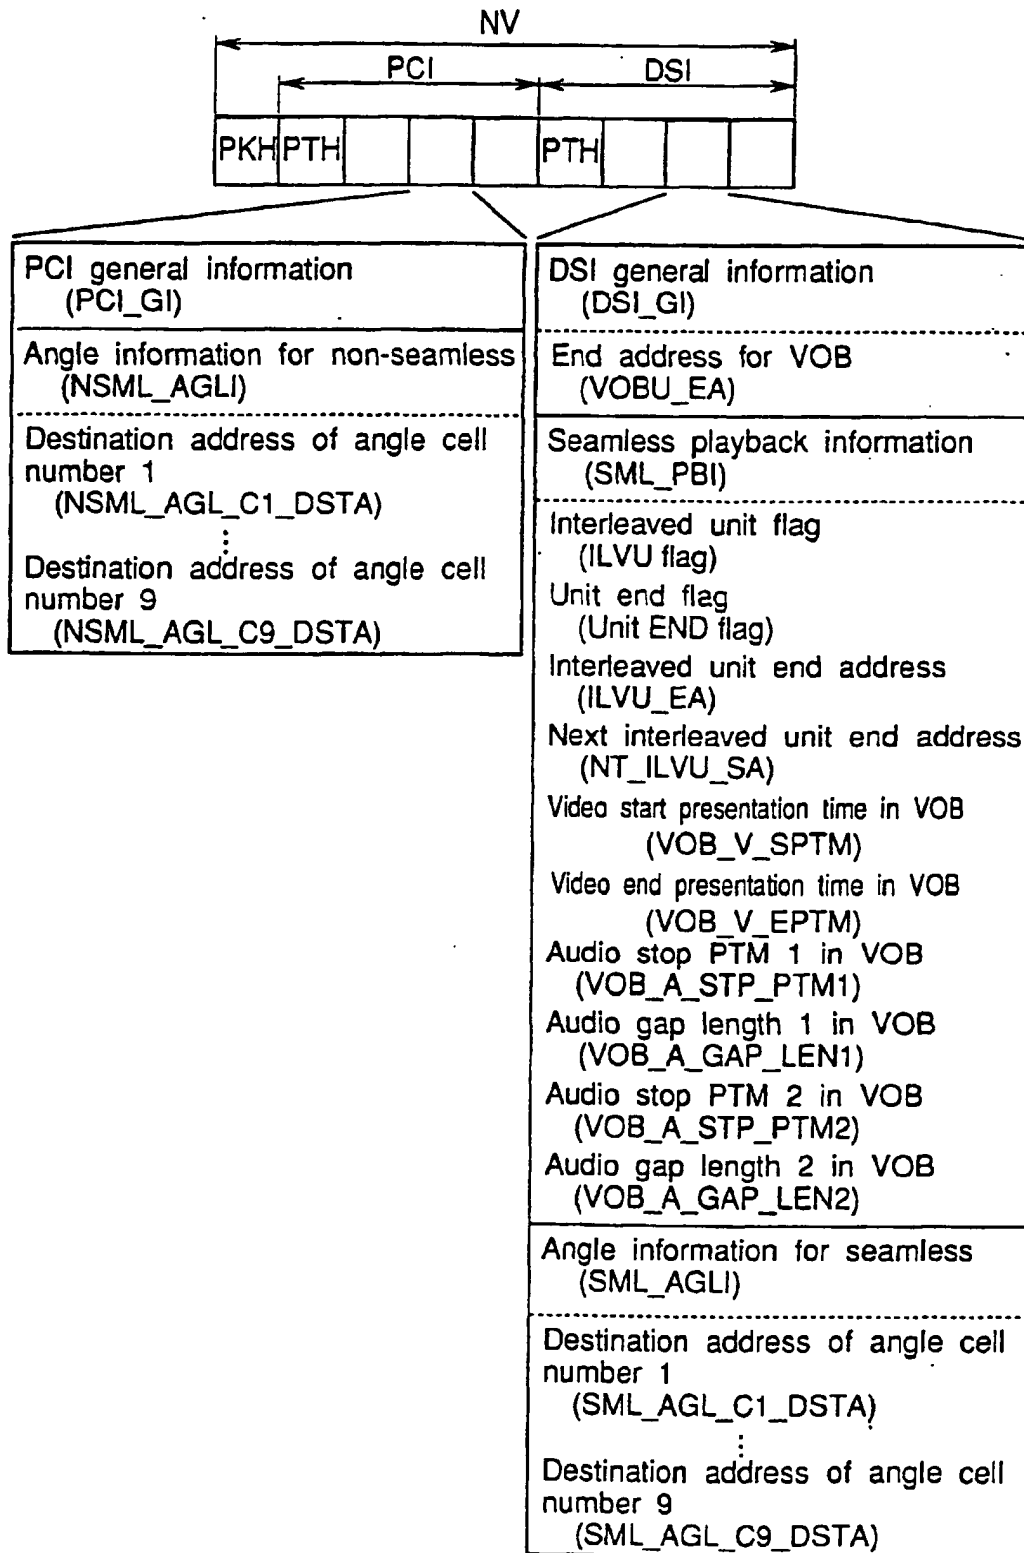 NV
PCI
DSI
PKH
PTH
PTH
PCI general information
(PCI_GI)
Angle information for non-seamless
(NSML_AGLI)
Destination address of angle cell
number 1
(NSML_AGL_C1_DSTA)
⋮
Destination address of angle cell
number 9
(NSML_AGL_C9_DSTA)
DSI general information
(DSI_GI)
End address for VOB
(VOBU_EA)
Seamless playback information
(SML_PBI)
Interleaved unit flag
(ILVU flag)
Unit end flag
(Unit END flag)
Interleaved unit end address
(ILVU_EA)
Next interleaved unit end address
(NT_ILVU_SA)
Video start presentation time in VOB
(VOB_V_SPTM)
Video end presentation time in VOB
(VOB_V_EPTM)
Audio stop PTM 1 in VOB
(VOB_A_STP_PTM1)
Audio gap length 1 in VOB
(VOB_A_GAP_LEN1)
Audio stop PTM 2 in VOB
(VOB_A_STP_PTM2)
Audio gap length 2 in VOB
(VOB_A_GAP_LEN2)
Angle information for seamless
(SML_AGLI)
Destination address of angle cell
number 1
(SML_AGL_C1_DSTA)
⋮
Destination address of angle cell
number 9
(SML_AGL_C9_DSTA)